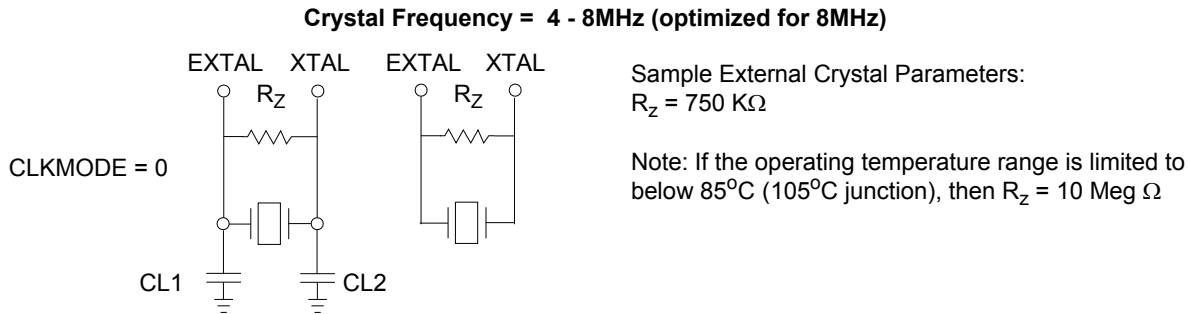 Crystal Frequency =  4 - 8MHz (optimized for 8MHz)
EXTAL XTAL EXTAL XTAL
RZ RZ
Sample External Crystal Parameters:
Rz = 750 KΩ
CLKMODE = 0
Note: If the operating temperature range is limited to
below 85oC (105oC junction), then Rz = 10 Meg Ω
CL1 CL2